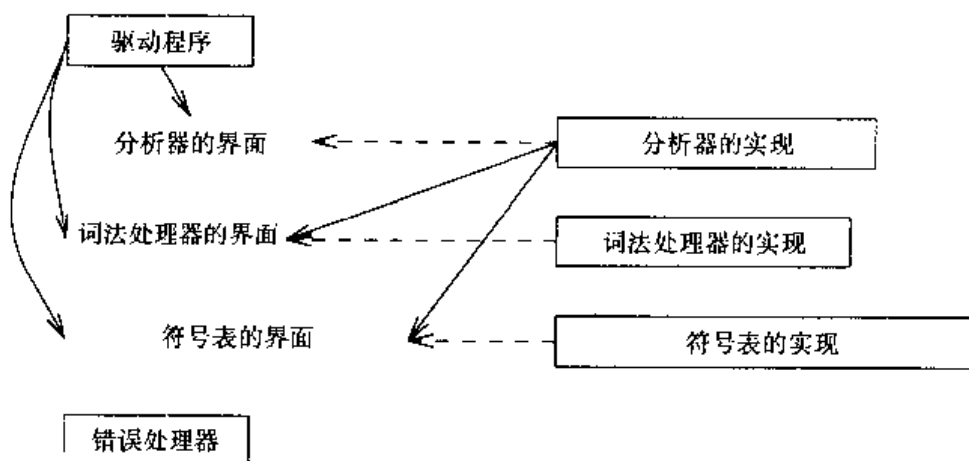 驱动程序
分析器的界面
分析器的实现
词法处理器的界面
词法处理器的实现
符号表的界面
符号表的实现
错误处理器